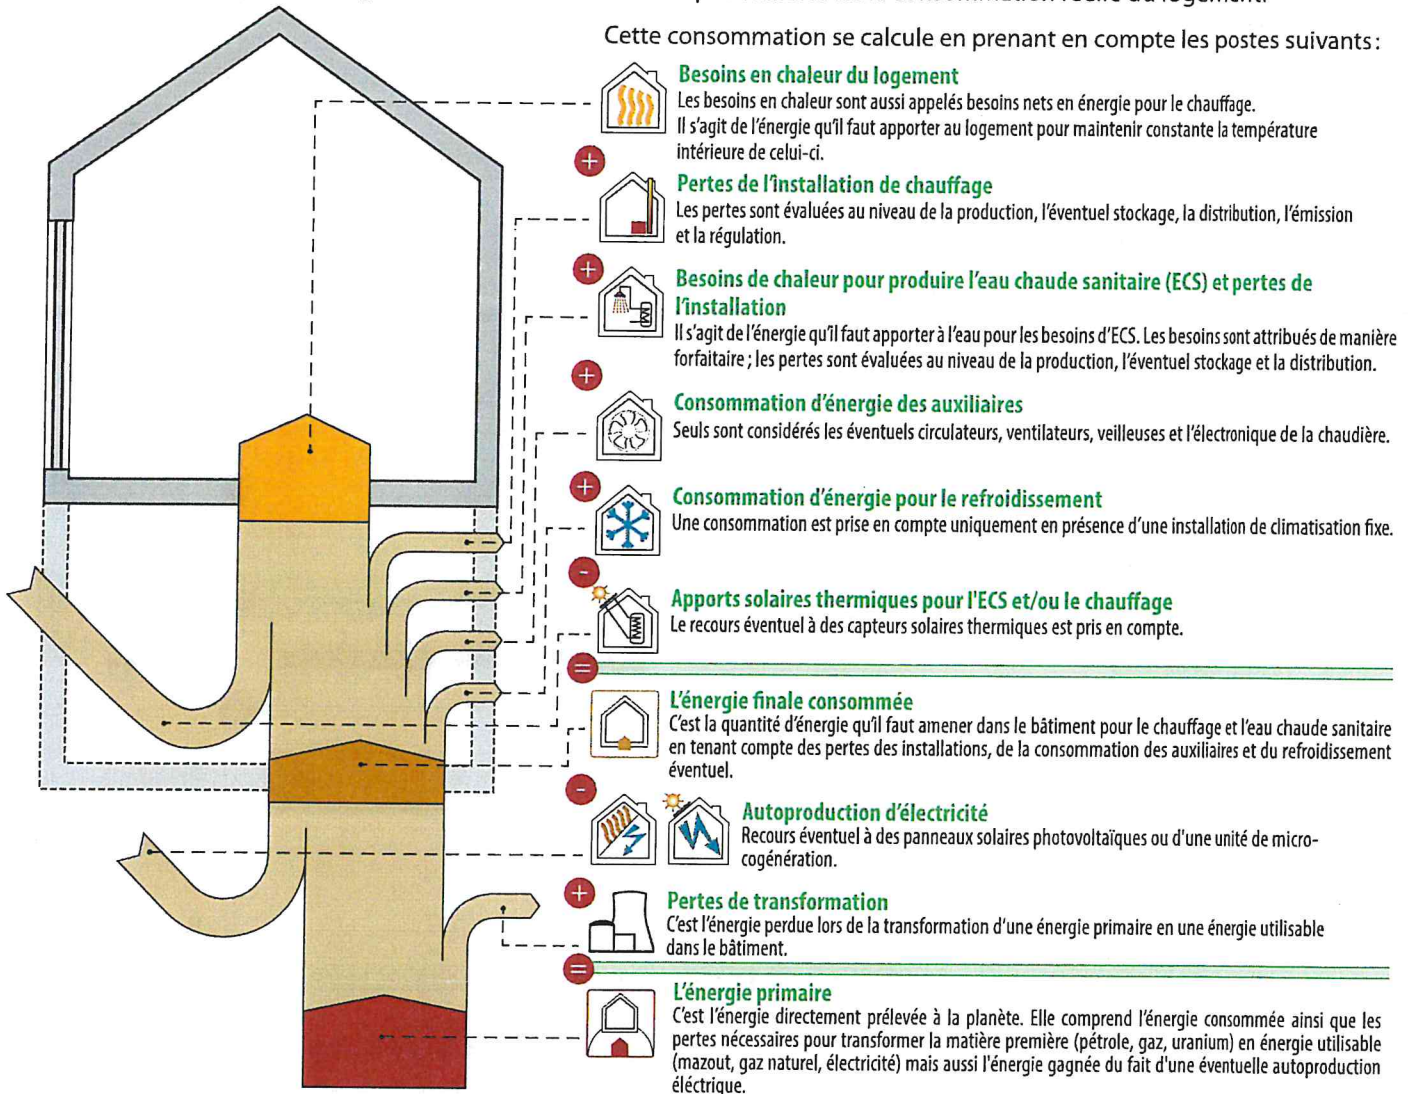 consommation réelle du logement.
Cette consommation se calcule en prenant en compte les postes suivants :
Besoins en chaleur du logement
Les besoins en chaleur sont aussi appelés besoins nets en énergie pour le chauffage.
Il s'agit de l'énergie qu'il faut apporter au logement pour maintenir constante la température
intérieure de celui-ci.
+
Pertes de l'installation de chauffage
Les pertes sont évaluées au niveau de la production, l'éventuel stockage, la distribution, l'émission
et la régulation.
+
Besoins de chaleur pour produire l'eau chaude sanitaire (ECS) et pertes de
l'installation
Il s'agit de l'énergie qu'il faut apporter à l'eau pour les besoins d'ECS. Les besoins sont attribués de manière
forfaitaire ; les pertes sont évaluées au niveau de la production, l'éventuel stockage et la distribution.
+
Consommation d'énergie des auxiliaires
Seuls sont considérés les éventuels circulateurs, ventilateurs, veilleuses et l'électronique de la chaudière.
+
Consommation d'énergie pour le refroidissement
Une consommation est prise en compte uniquement en présence d'une installation de climatisation fixe.
-
Apports solaires thermiques pour l'ECS et/ou le chauffage
Le recours éventuel à des capteurs solaires thermiques est pris en compte.
=
L'énergie finale consommée
C'est la quantité d'énergie qu'il faut amener dans le bâtiment pour le chauffage et l'eau chaude sanitaire
en tenant compte des pertes des installations, de la consommation des auxiliaires et du refroidissement
éventuel.
-
Autoproduction d'électricité
Recours éventuel à des panneaux solaires photovoltaïques ou d'une unité de micro-
cogénération.
+
Pertes de transformation
C'est l'énergie perdue lors de la transformation d'une énergie primaire en une énergie utilisable
dans le bâtiment.
=
L'énergie primaire
C'est l'énergie directement prélevée à la planète. Elle comprend l'énergie consommée ainsi que les
pertes nécessaires pour transformer la matière première (pétrole, gaz, uranium) en énergie utilisable
(mazout, gaz naturel, électricité) mais aussi l'énergie gagnée du fait d'une éventuelle autoproduction
éléctrique.